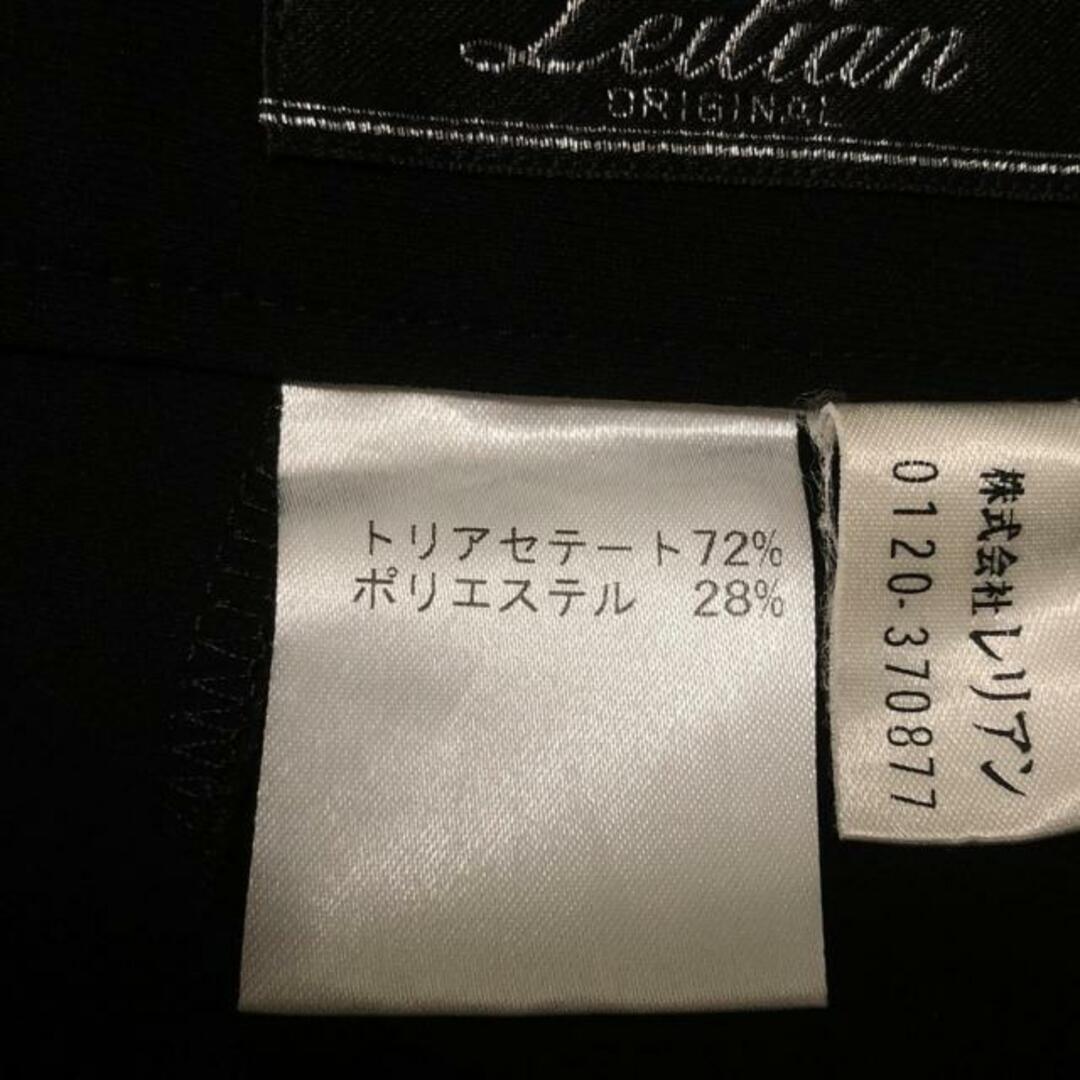 Leilian
ORIGINAL
トリアセテート72%
ポリエステル 28%
株式会社レリアン
0120-370877